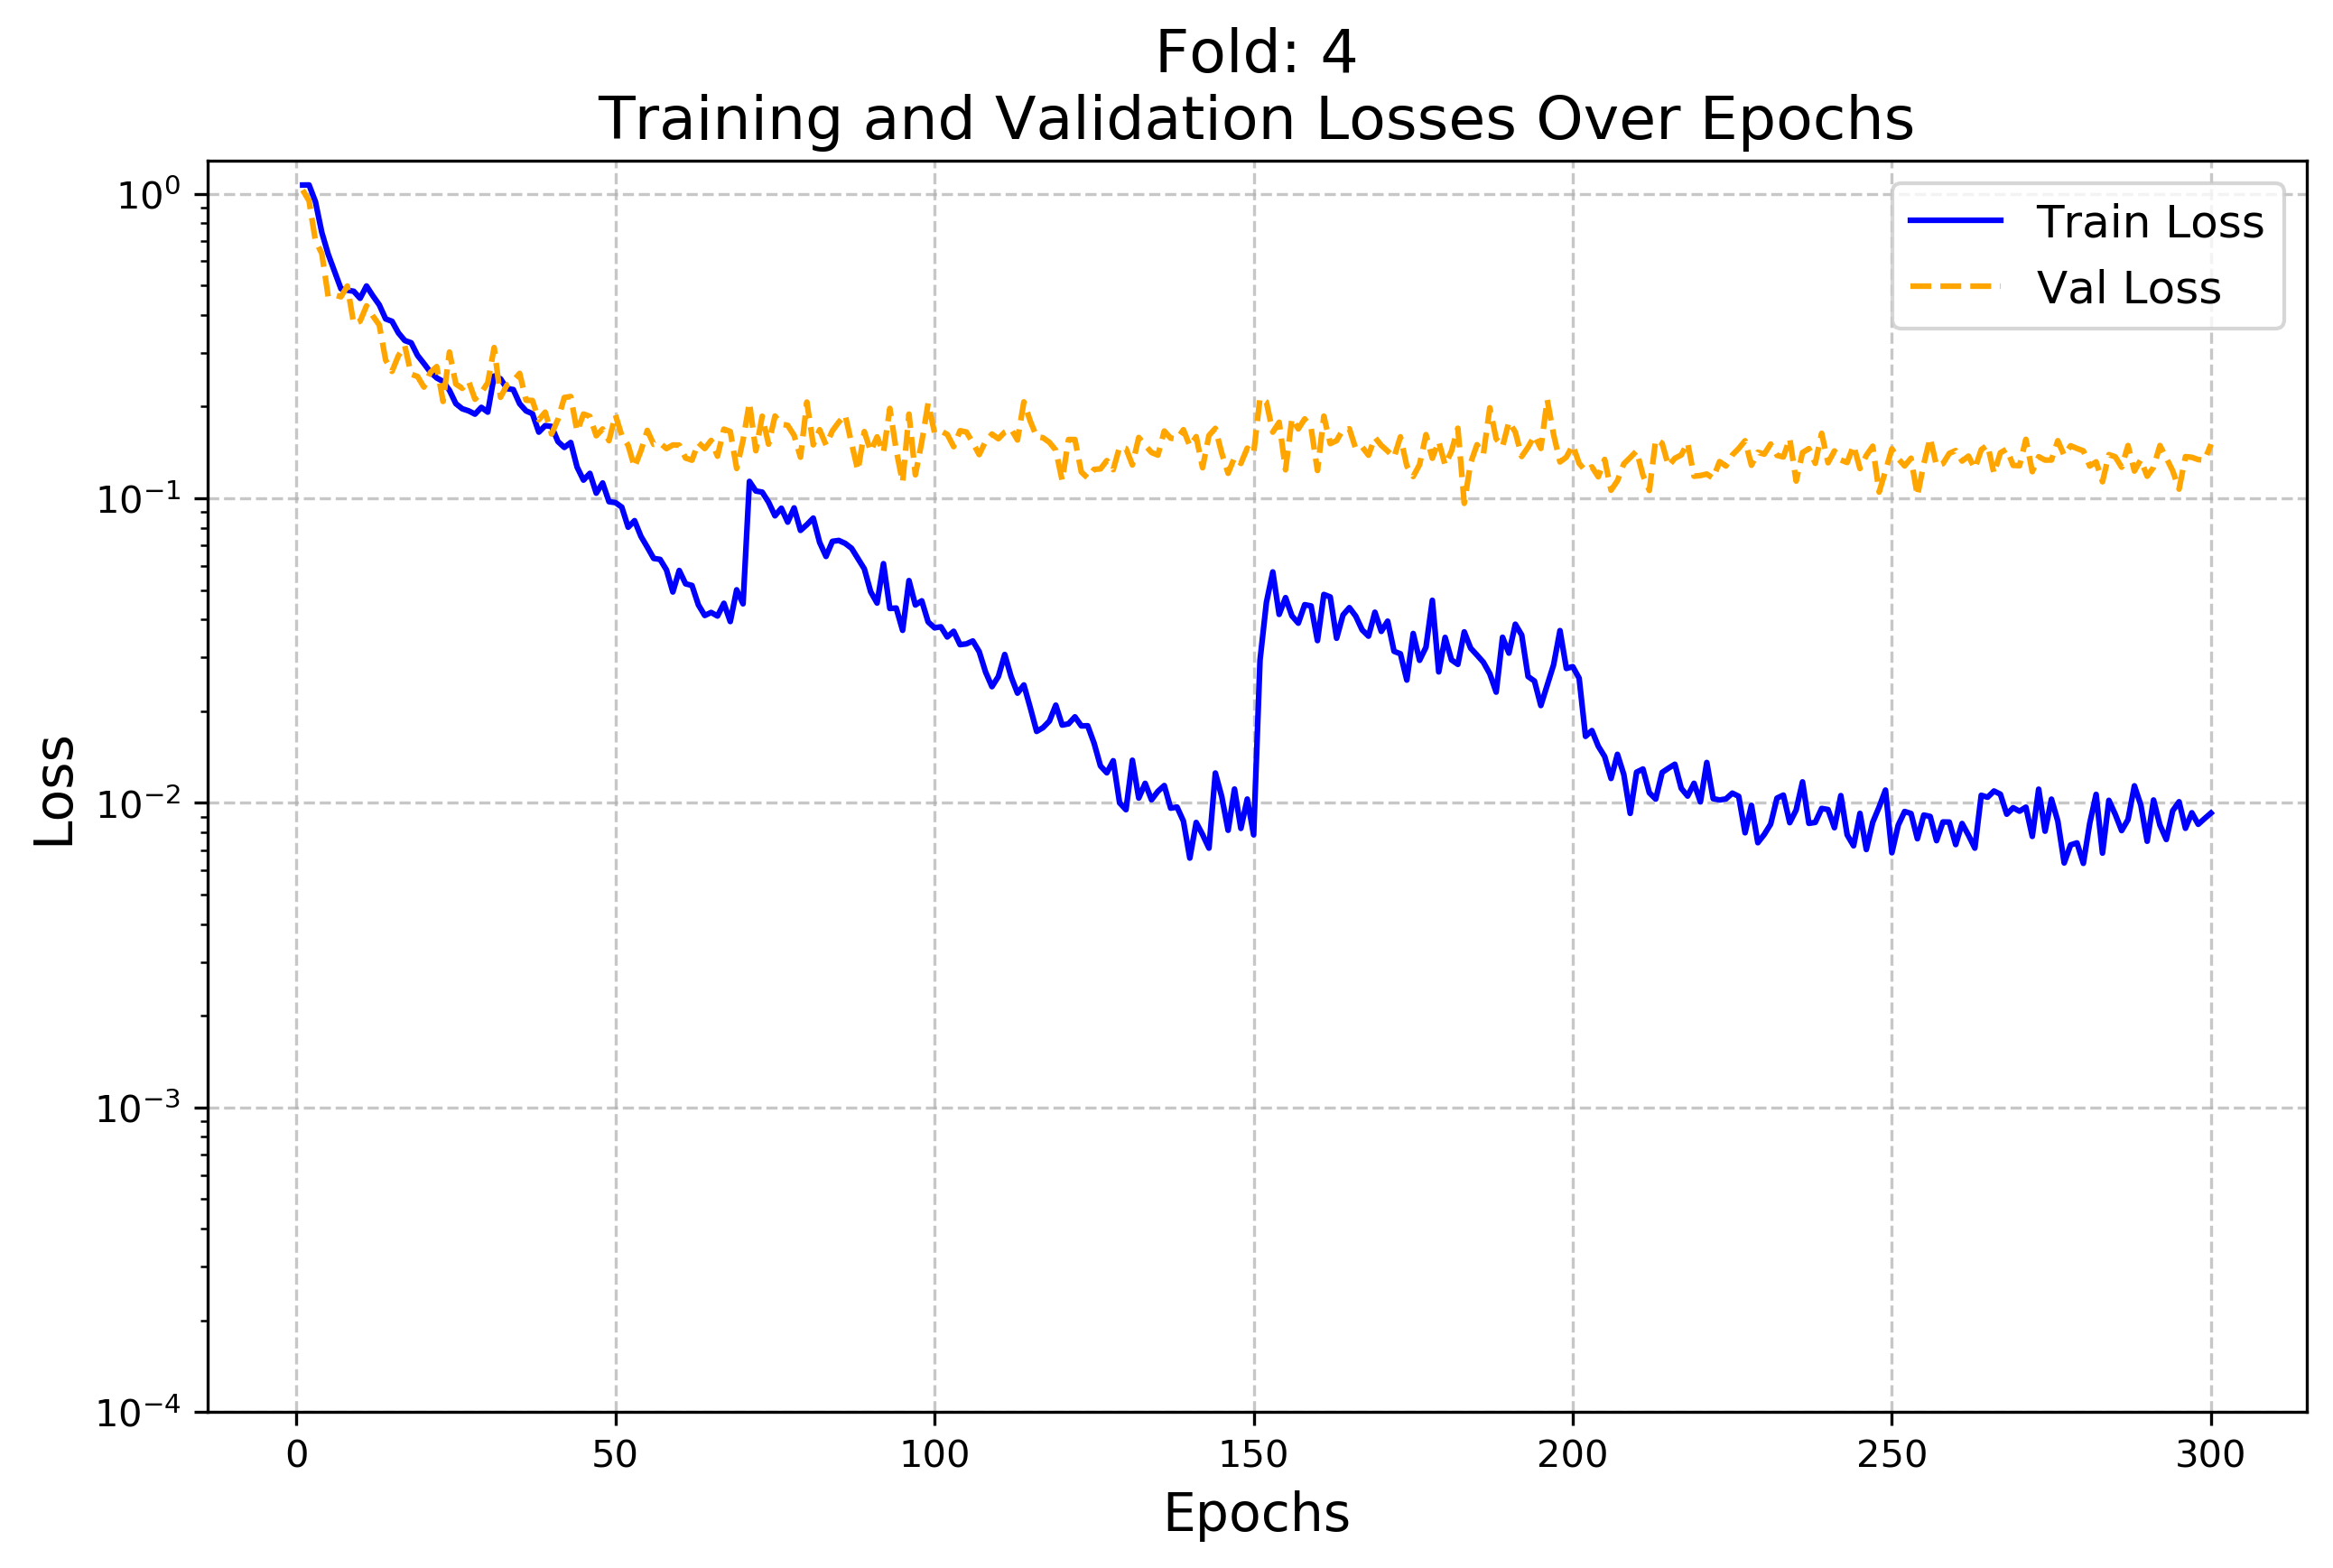 Fold: 4
Training and Validation Losses Over Epochs
Train Loss
Val Loss
Loss
10⁰
10⁻¹
10⁻²
10⁻³
10⁻⁴
0 50 100 150 200 250 300
Epochs